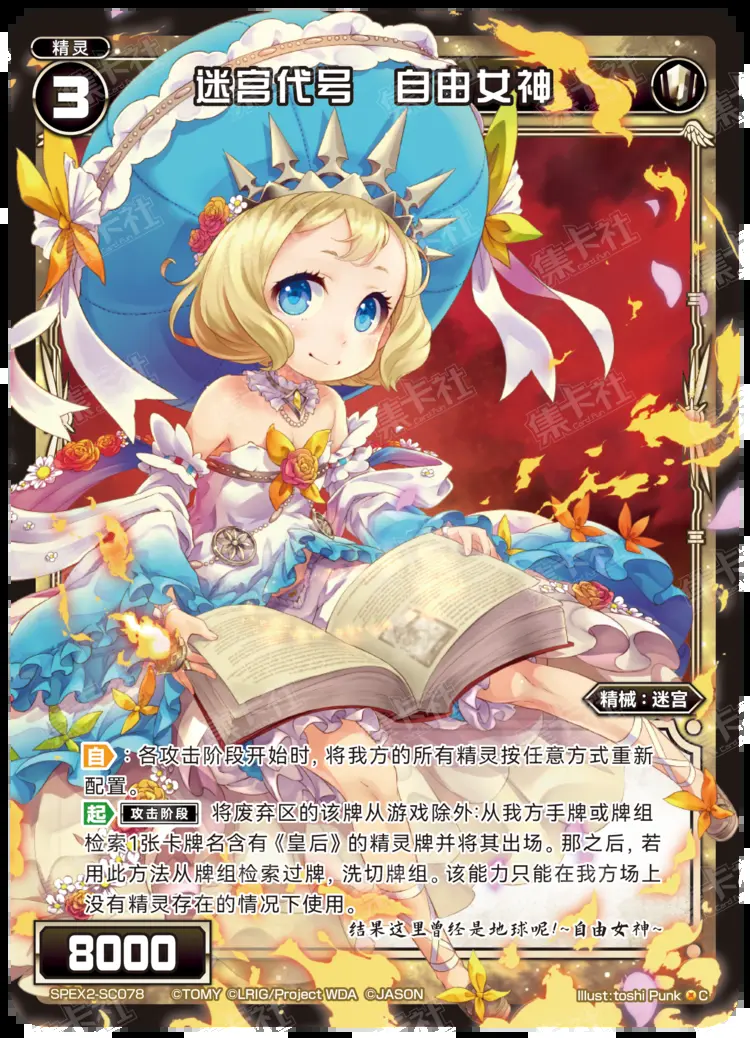 精灵
3
迷宫代号 自由女神
精械:迷宫
自:各攻击阶段开始时,将我方的所有精灵按任意方式重新
配置。
起 攻击阶段 将废弃区的该牌从游戏除外:从我方手牌或牌组
检索1张卡牌名含有《皇后》的精灵牌并将其出场。那之后,若
用此方法从牌组检索过牌,洗切牌组。该能力只能在我方场上
没有精灵存在的情况下使用。
结果这里曾经是地球呢!~自由女神~
8000
SPEX2-SC078 ©TOMY ©LRIG/Project WDA ©JASON Illust:toshi Punk C
集卡社